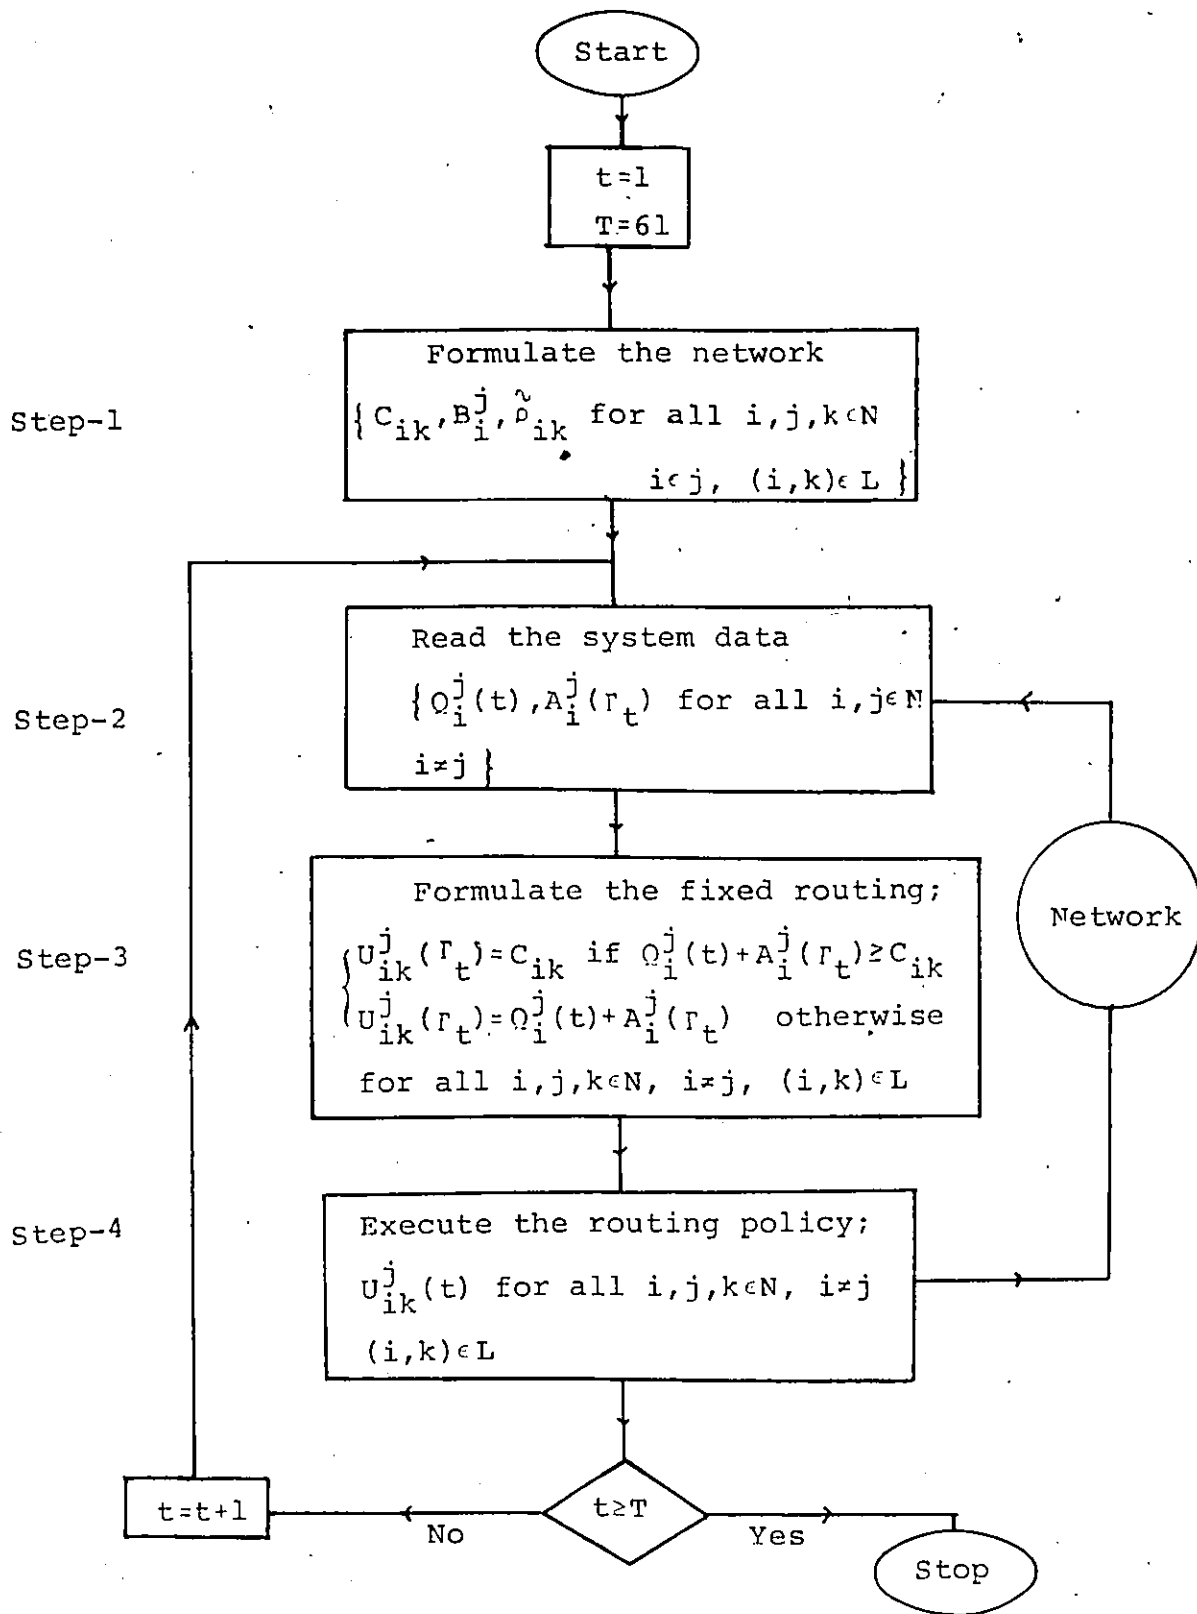 Start
t=1
T=61
Step-1
Formulate the network
{C_ik, B_i^j, ρ̃_ik for all i,j,k∈N
i∈j, (i,k)∈L}
Step-2
Read the system data
{Q_i^j(t), A_i^j(Γ_t) for all i,j∈N
i≠j}
Step-3
Formulate the fixed routing;
{U_ik^j(Γ_t)=C_ik if Q_i^j(t)+A_i^j(Γ_t)≥C_ik
U_ik^j(Γ_t)=Q_i^j(t)+A_i^j(Γ_t) otherwise
for all i,j,k∈N, i≠j, (i,k)∈L
Network
Step-4
Execute the routing policy;
U_ik^j(t) for all i,j,k∈N, i≠j
(i,k)∈L
t≥T
No
Yes
t=t+1
Stop